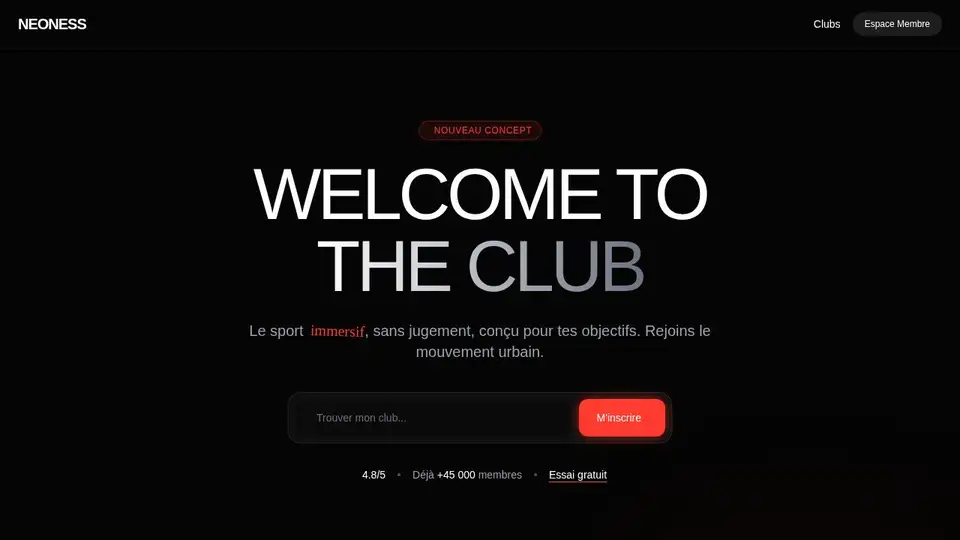 NEONESS
Clubs
Espace Membre
NOUVEAU CONCEPT
WELCOME TO
THE CLUB
Le sport immersif, sans jugement, conçu pour tes objectifs. Rejoins le
mouvement urbain.
Trouver mon club...
M'inscrire
4.8/5 • Déjà +45 000 membres • Essai gratuit